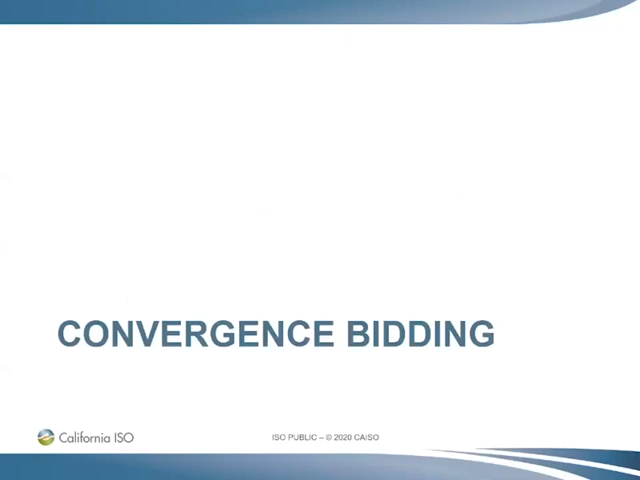 CONVERGENCE BIDDING
California ISO
ISO PUBLIC – © 2020 CAISO